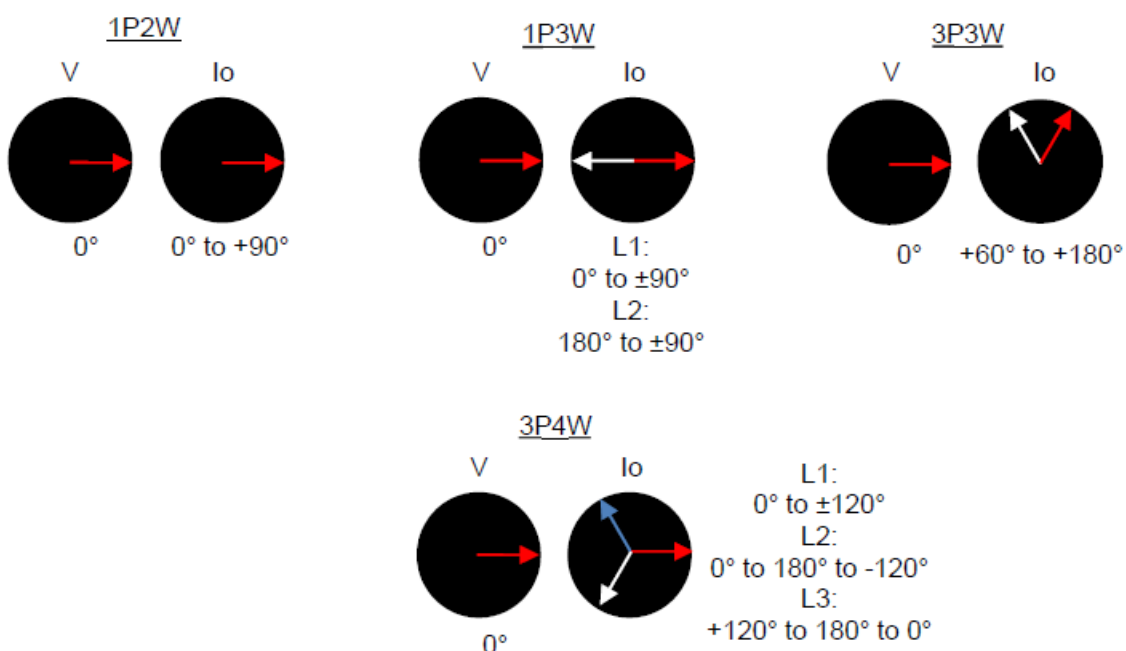 1P2W
V Io
0° 0° to +90°
1P3W
V Io
0° L1:
0° to ±90°
L2:
180° to ±90°
3P3W
V Io
0° +60° to +180°
3P4W
V Io
0°
L1:
0° to ±120°
L2:
0° to 180° to -120°
L3:
+120° to 180° to 0°